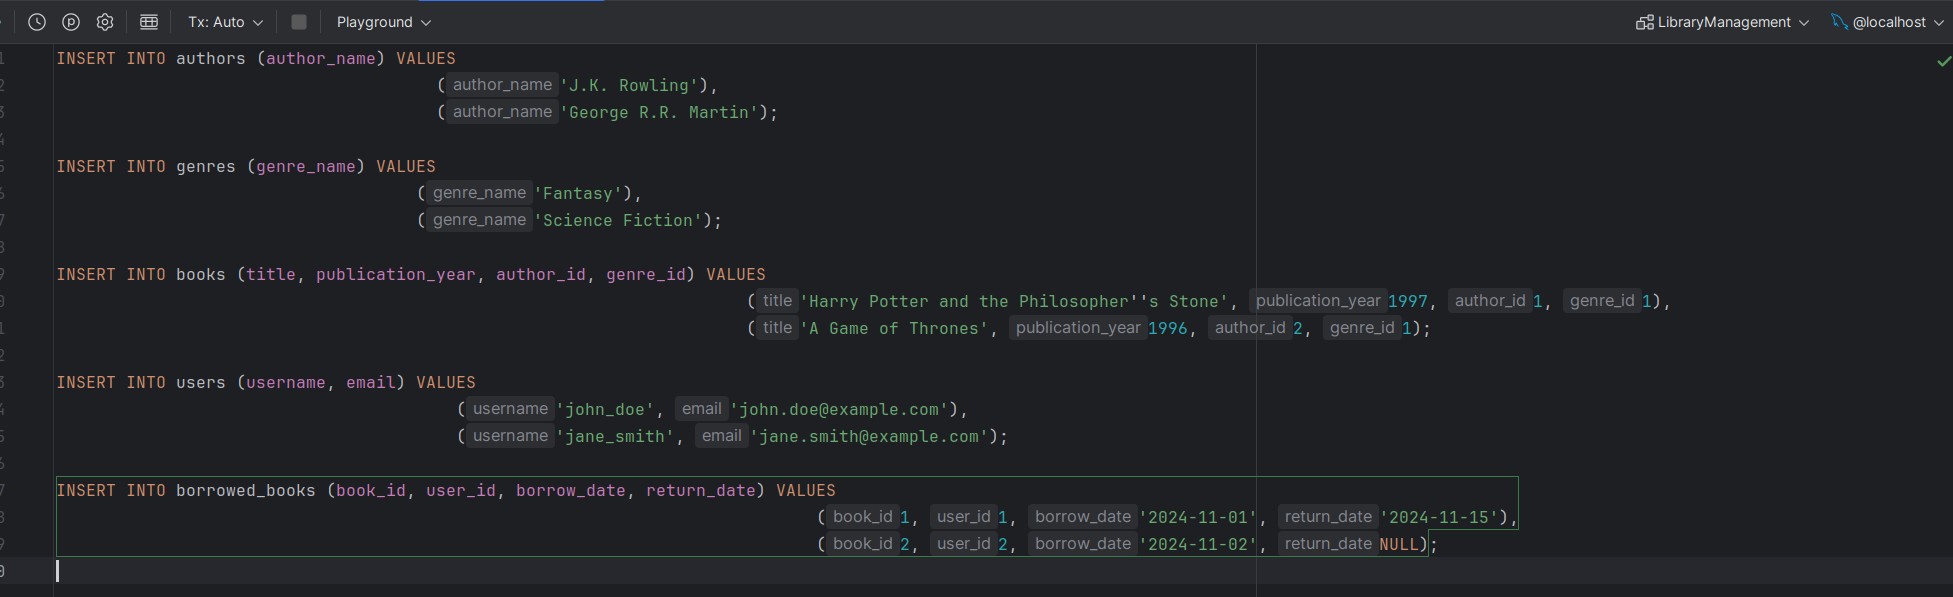 Tx: Auto Playground LibraryManagement @localhost
INSERT INTO authors (author_name) VALUES
(author_name 'J.K. Rowling'),
(author_name 'George R.R. Martin');
INSERT INTO genres (genre_name) VALUES
(genre_name 'Fantasy'),
(genre_name 'Science Fiction');
INSERT INTO books (title, publication_year, author_id, genre_id) VALUES
(title 'Harry Potter and the Philosopher''s Stone', publication_year 1997, author_id 1, genre_id 1),
(title 'A Game of Thrones', publication_year 1996, author_id 2, genre_id 1);
INSERT INTO users (username, email) VALUES
(username 'john_doe', email 'john.doe@example.com'),
(username 'jane_smith', email 'jane.smith@example.com');
INSERT INTO borrowed_books (book_id, user_id, borrow_date, return_date) VALUES
(book_id 1, user_id 1, borrow_date '2024-11-01', return_date '2024-11-15'),
(book_id 2, user_id 2, borrow_date '2024-11-02', return_date NULL);